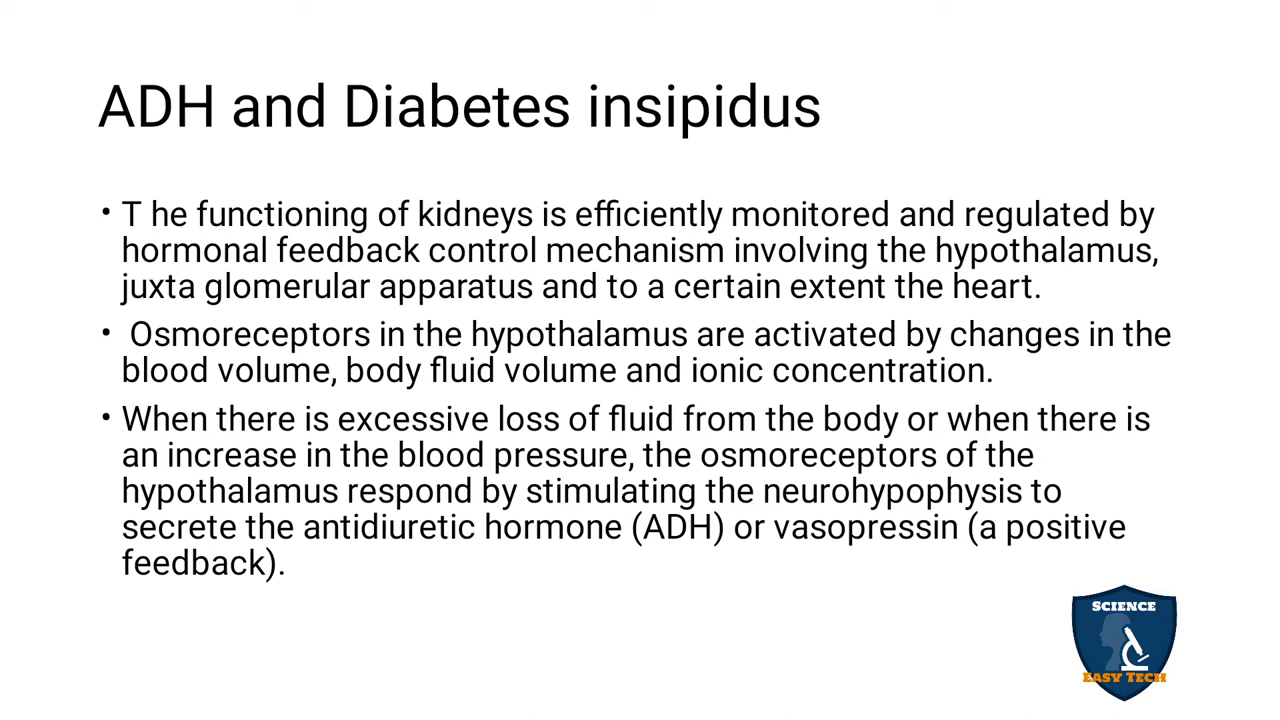 ADH and Diabetes insipidus
• T he functioning of kidneys is efficiently monitored and regulated by
hormonal feedback control mechanism involving the hypothalamus,
juxta glomerular apparatus and to a certain extent the heart.
• Osmoreceptors in the hypothalamus are activated by changes in the
blood volume, body fluid volume and ionic concentration.
• When there is excessive loss of fluid from the body or when there is
an increase in the blood pressure, the osmoreceptors of the
hypothalamus respond by stimulating the neurohypophysis to
secrete the antidiuretic hormone (ADH) or vasopressin (a positive
feedback).
SCIENCE
EASY TECH